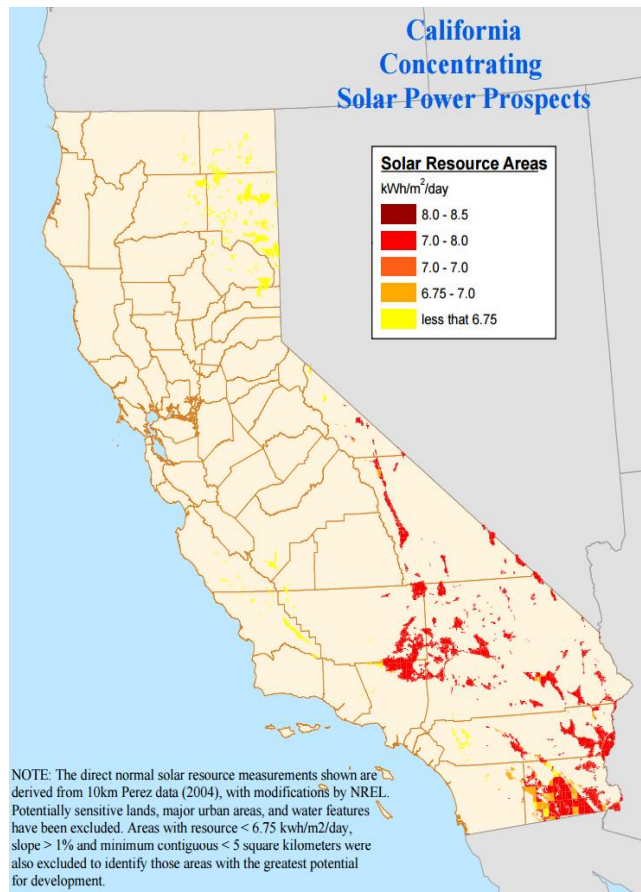 California
Concentrating
Solar Power Prospects
Solar Resource Areas
kWh/m²/day
8.0 - 8.5
7.0 - 8.0
7.0 - 7.0
6.75 - 7.0
less that 6.75
NOTE: The direct normal solar resource measurements shown are
derived from 10km Perez data (2004), with modifications by NREL.
Potentially sensitive lands, major urban areas, and water features
have been excluded. Areas with resource < 6.75 kwh/m2/day,
slope > 1% and minimum contiguous < 5 square kilometers were
also excluded to identify those areas with the greatest potential
for development.